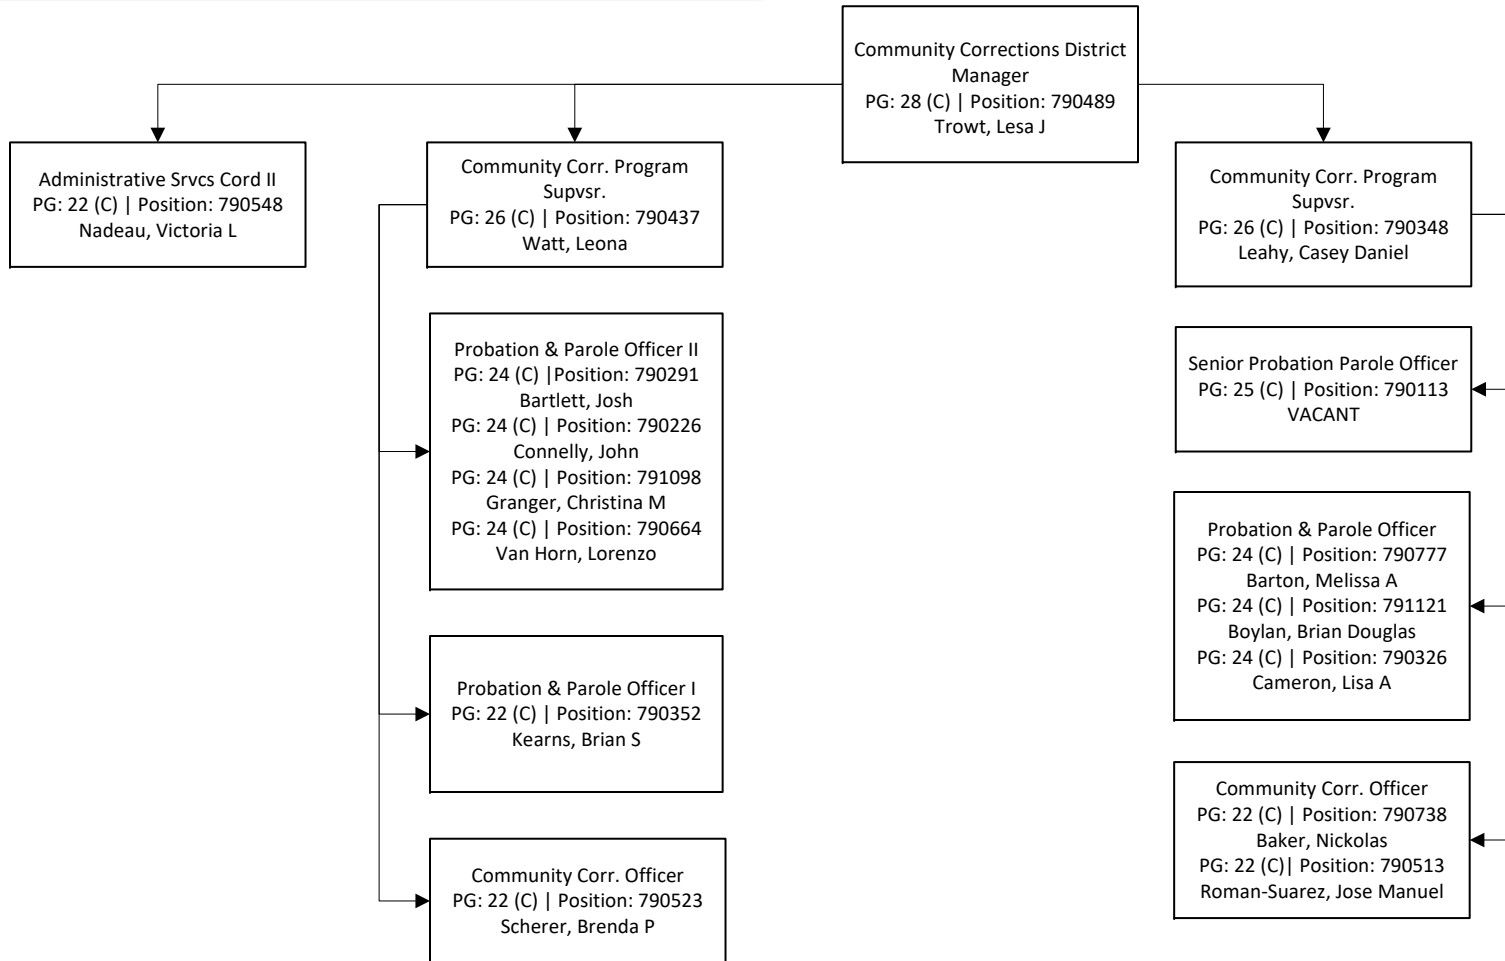 Community Corrections District
Manager
PG: 28 (C) | Position: 790489
Trowt, Lesa J
Administrative Srvcs Cord II
PG: 22 (C) | Position: 790548
Nadeau, Victoria L
Community Corr. Program
Supvsr.
PG: 26 (C) | Position: 790437
Watt, Leona
Probation & Parole Officer II
PG: 24 (C) |Position: 790291
Bartlett, Josh
PG: 24 (C) | Position: 790226
Connelly, John
PG: 24 (C) | Position: 791098
Granger, Christina M
PG: 24 (C) | Position: 790664
Van Horn, Lorenzo
Probation & Parole Officer I
PG: 22 (C) | Position: 790352
Kearns, Brian S
Community Corr. Officer
PG: 22 (C) | Position: 790523
Scherer, Brenda P
Community Corr. Program
Supvsr.
PG: 26 (C) | Position: 790348
Leahy, Casey Daniel
Senior Probation Parole Officer
PG: 25 (C) | Position: 790113
VACANT
Probation & Parole Officer
PG: 24 (C) | Position: 790777
Barton, Melissa A
PG: 24 (C) | Position: 791121
Boylan, Brian Douglas
PG: 24 (C) | Position: 790326
Cameron, Lisa A
Community Corr. Officer
PG: 22 (C) | Position: 790738
Baker, Nickolas
PG: 22 (C)| Position: 790513
Roman-Suarez, Jose Manuel